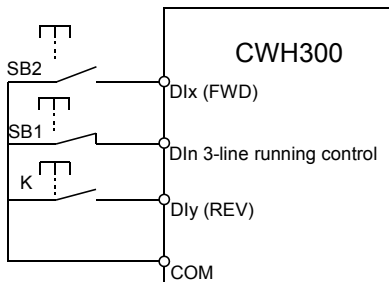 CWH300
SB2
DIx (FWD)
SB1
DIn 3-line running control
K
DIy (REV)
COM